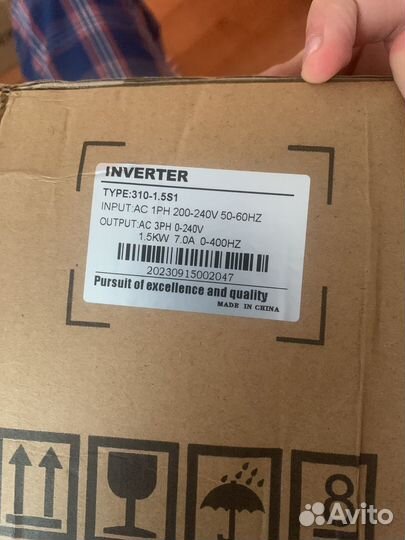 INVERTER
TYPE:310-1.5S1
INPUT:AC 1PH 200-240V 50-60HZ
OUTPUT:AC 3PH 0-240V
1.5KW 7.0A 0-400HZ
20230915002047
Pursuit of excellence and quality
MADE IN CHINA
8
Avito